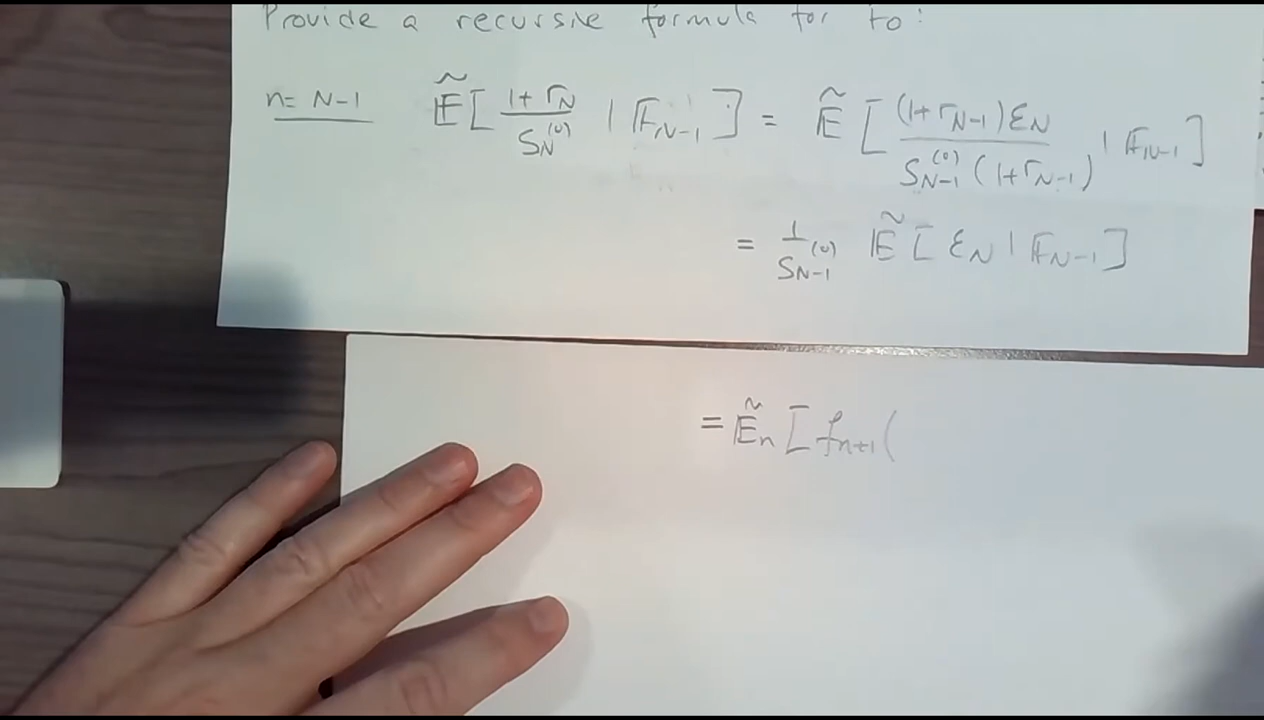 Provide a recursive formula for to:
n = N-1 Ẽ[ (1+r_N)/S_N^(0) | F_{N-1} ] = Ẽ[ (1+r_{N-1})ε_N / S_{N-1}^(0)(1+r_{N-1}) | F_{N-1} ]
= 1/S_{N-1}^(0) Ẽ[ ε_N | F_{N-1} ]
= Ẽ_n [ f_{n+1}(